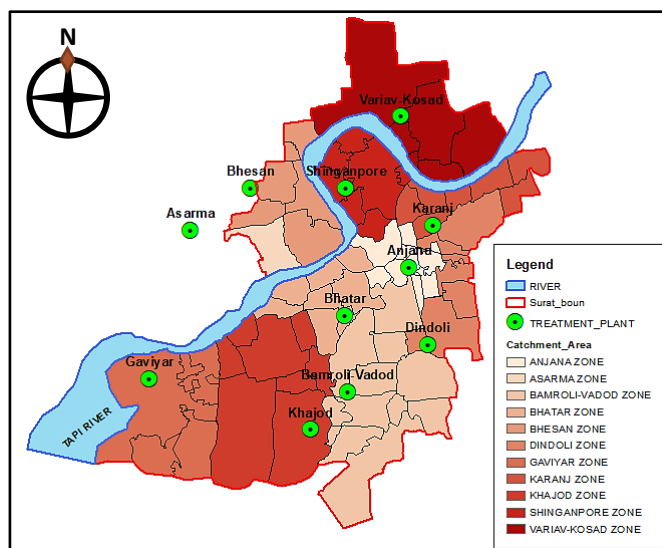 N
Variav-Kosad
Bhesan
Shinganpore
Asarma
Karanj
Anjana
Bhatar
Dindoli
Gaviyar
Bamroli-Vadod
Khajod
TAPI RIVER
Legend
RIVER
Surat_boun
TREATMENT_PLANT
Catchment_Area
ANJANA ZONE
ASARMA ZONE
BAMROLI-VADOD ZONE
BHATAR ZONE
BHESAN ZONE
DINDOLI ZONE
GAVIYAR ZONE
KARANJ ZONE
KHAJOD ZONE
SHINGANPORE ZONE
VARIAV-KOSAD ZONE